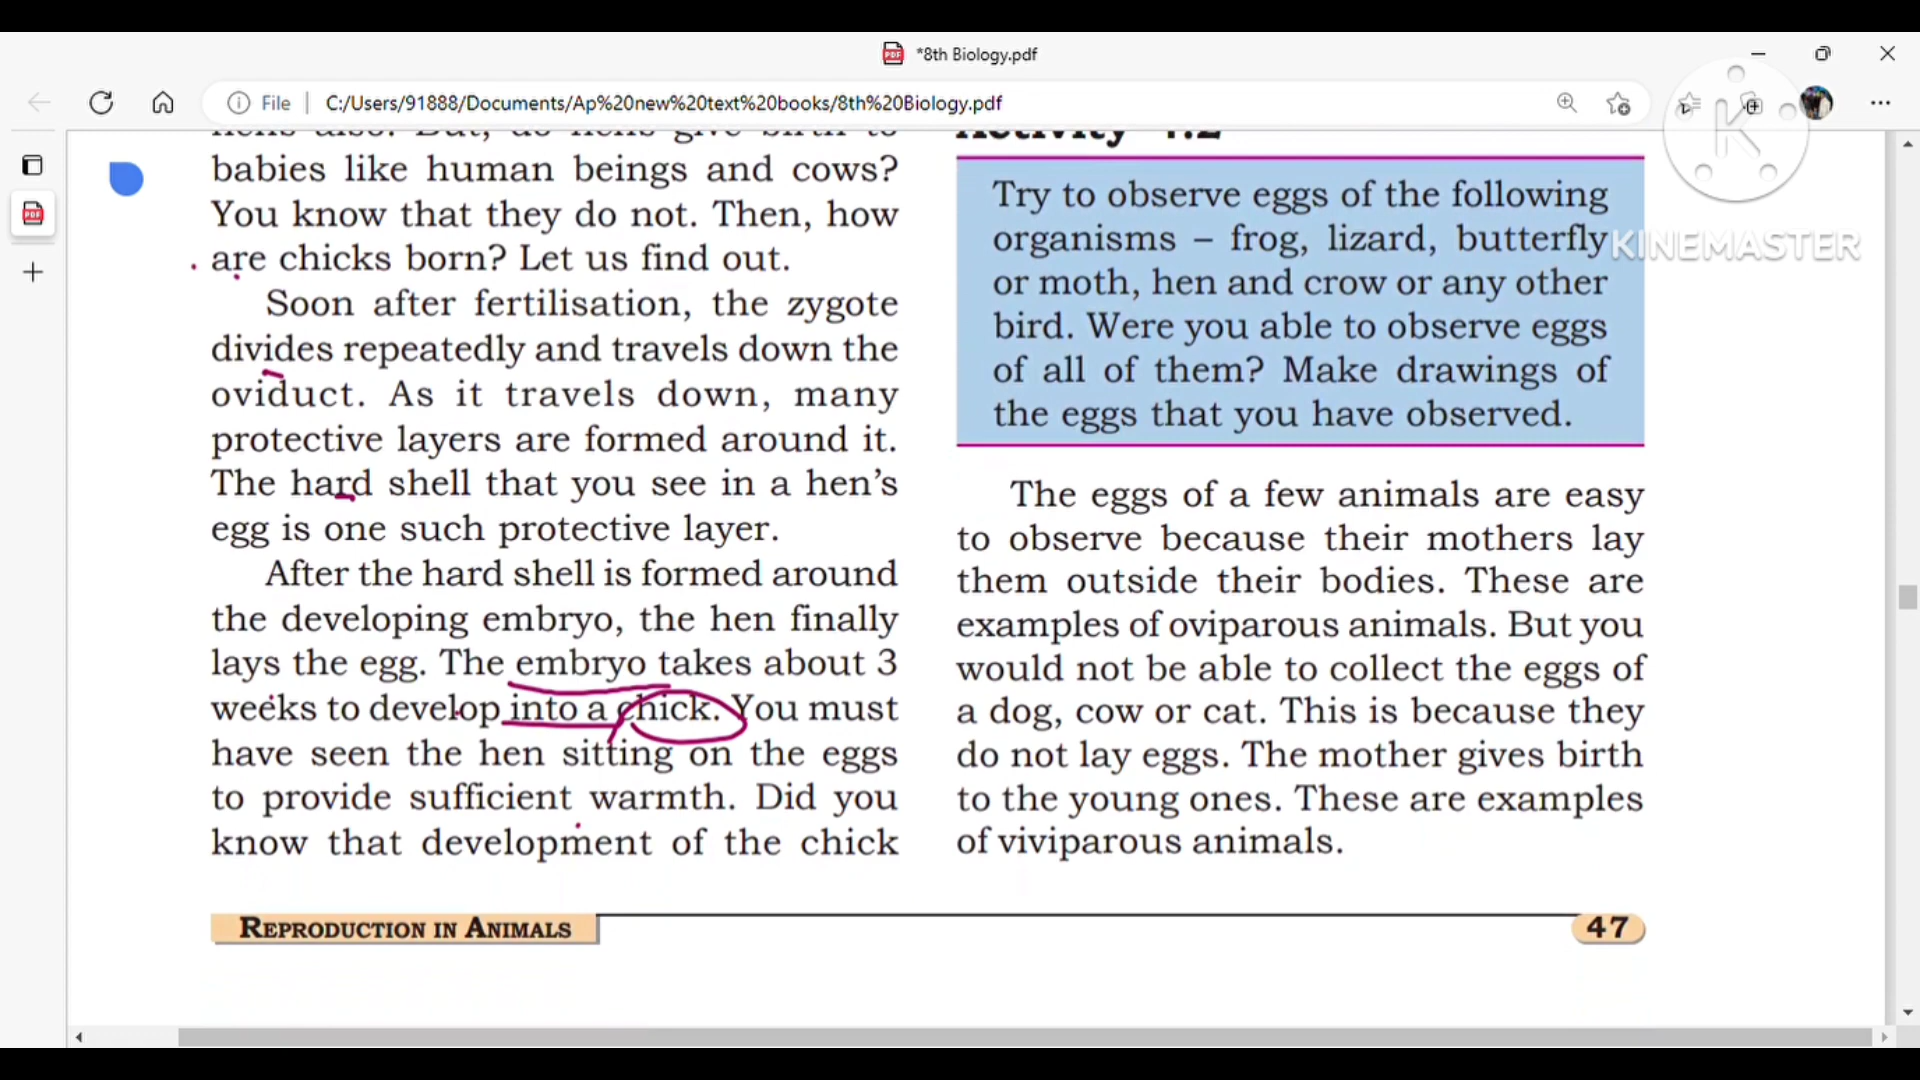 *8th Biology.pdf
File | C:/Users/91888/Documents/Ap%20new%20text%20books/8th%20Biology.pdf
KINEMASTER
babies like human beings and cows?
You know that they do not. Then, how
are chicks born? Let us find out.
Soon after fertilisation, the zygote
divides repeatedly and travels down the
oviduct. As it travels down, many
protective layers are formed around it.
The hard shell that you see in a hen's
egg is one such protective layer.
After the hard shell is formed around
the developing embryo, the hen finally
lays the egg. The embryo takes about 3
weeks to develop into a chick. You must
have seen the hen sitting on the eggs
to provide sufficient warmth. Did you
know that development of the chick
Activity 4.2
Try to observe eggs of the following
organisms – frog, lizard, butterfly
or moth, hen and crow or any other
bird. Were you able to observe eggs
of all of them? Make drawings of
the eggs that you have observed.
The eggs of a few animals are easy
to observe because their mothers lay
them outside their bodies. These are
examples of oviparous animals. But you
would not be able to collect the eggs of
a dog, cow or cat. This is because they
do not lay eggs. The mother gives birth
to the young ones. These are examples
of viviparous animals.
REPRODUCTION IN ANIMALS
47